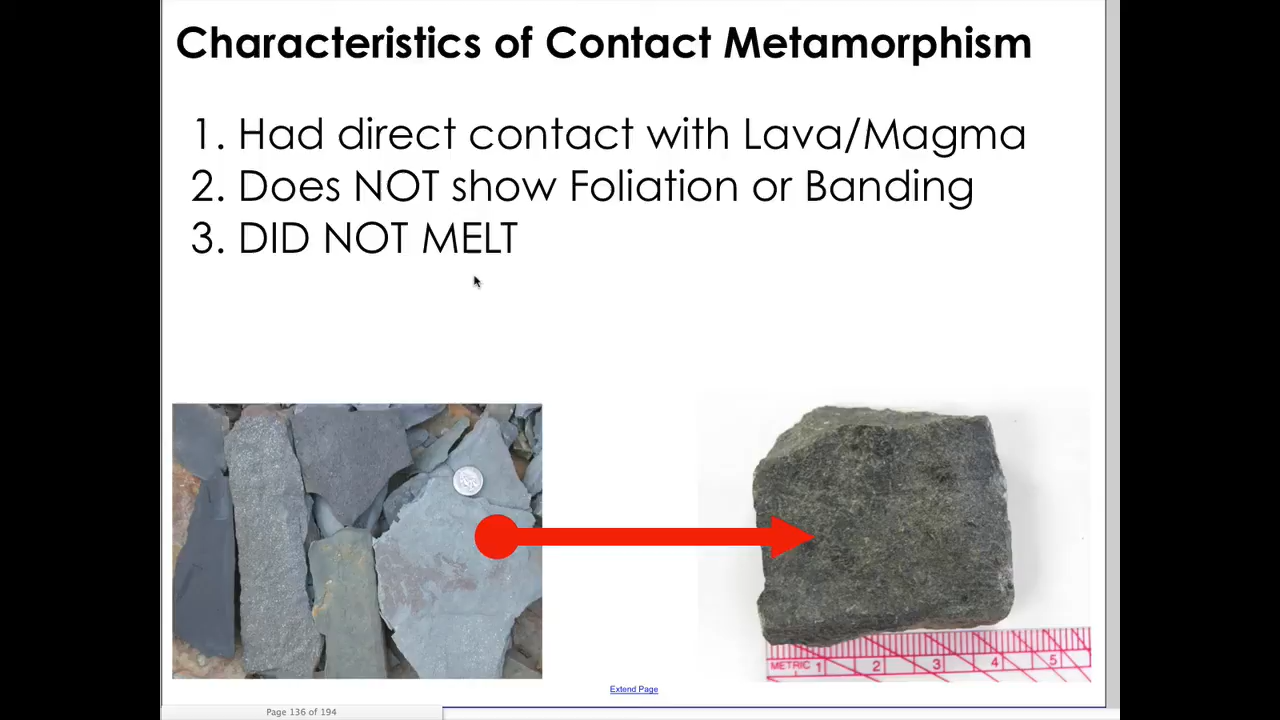 Characteristics of Contact Metamorphism
1. Had direct contact with Lava/Magma
2. Does NOT show Foliation or Banding
3. DID NOT MELT
METRIC 1 2 3 4 5
Extend Page
Page 136 of 194